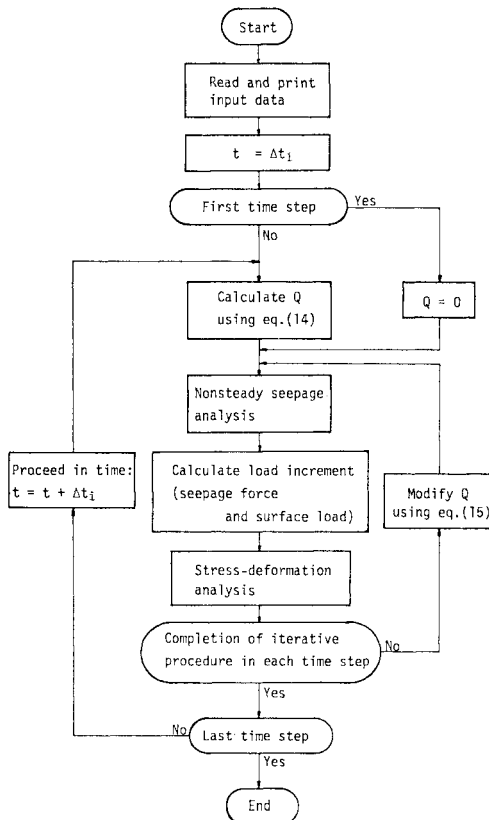 Start
Read and print
input data
t = Δti
First time step
Yes
No
Calculate Q
using eq.(14)
Q = 0
Nonsteady seepage
analysis
Proceed in time:
t = t + Δti
Calculate load increment
(seepage force
and surface load)
Modify Q
using eq.(15)
Stress-deformation
analysis
Completion of iterative
procedure in each time step
No
Yes
No
Last time step
Yes
End